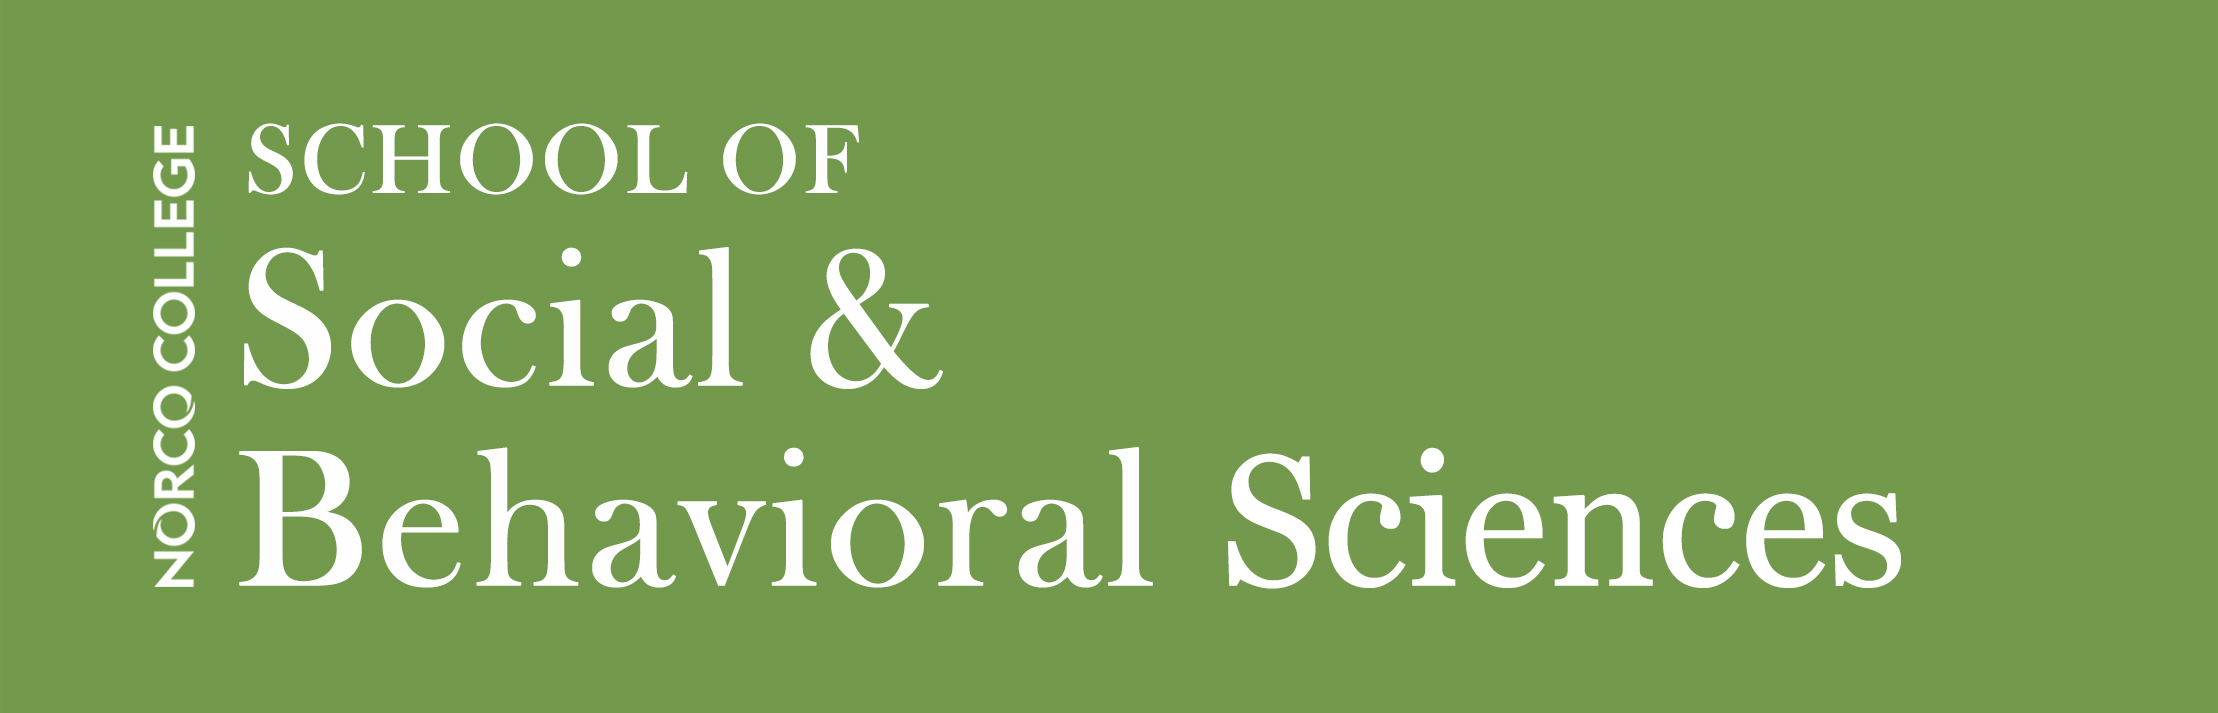 NORCO COLLEGE
SCHOOL OF
Social &
Behavioral Sciences